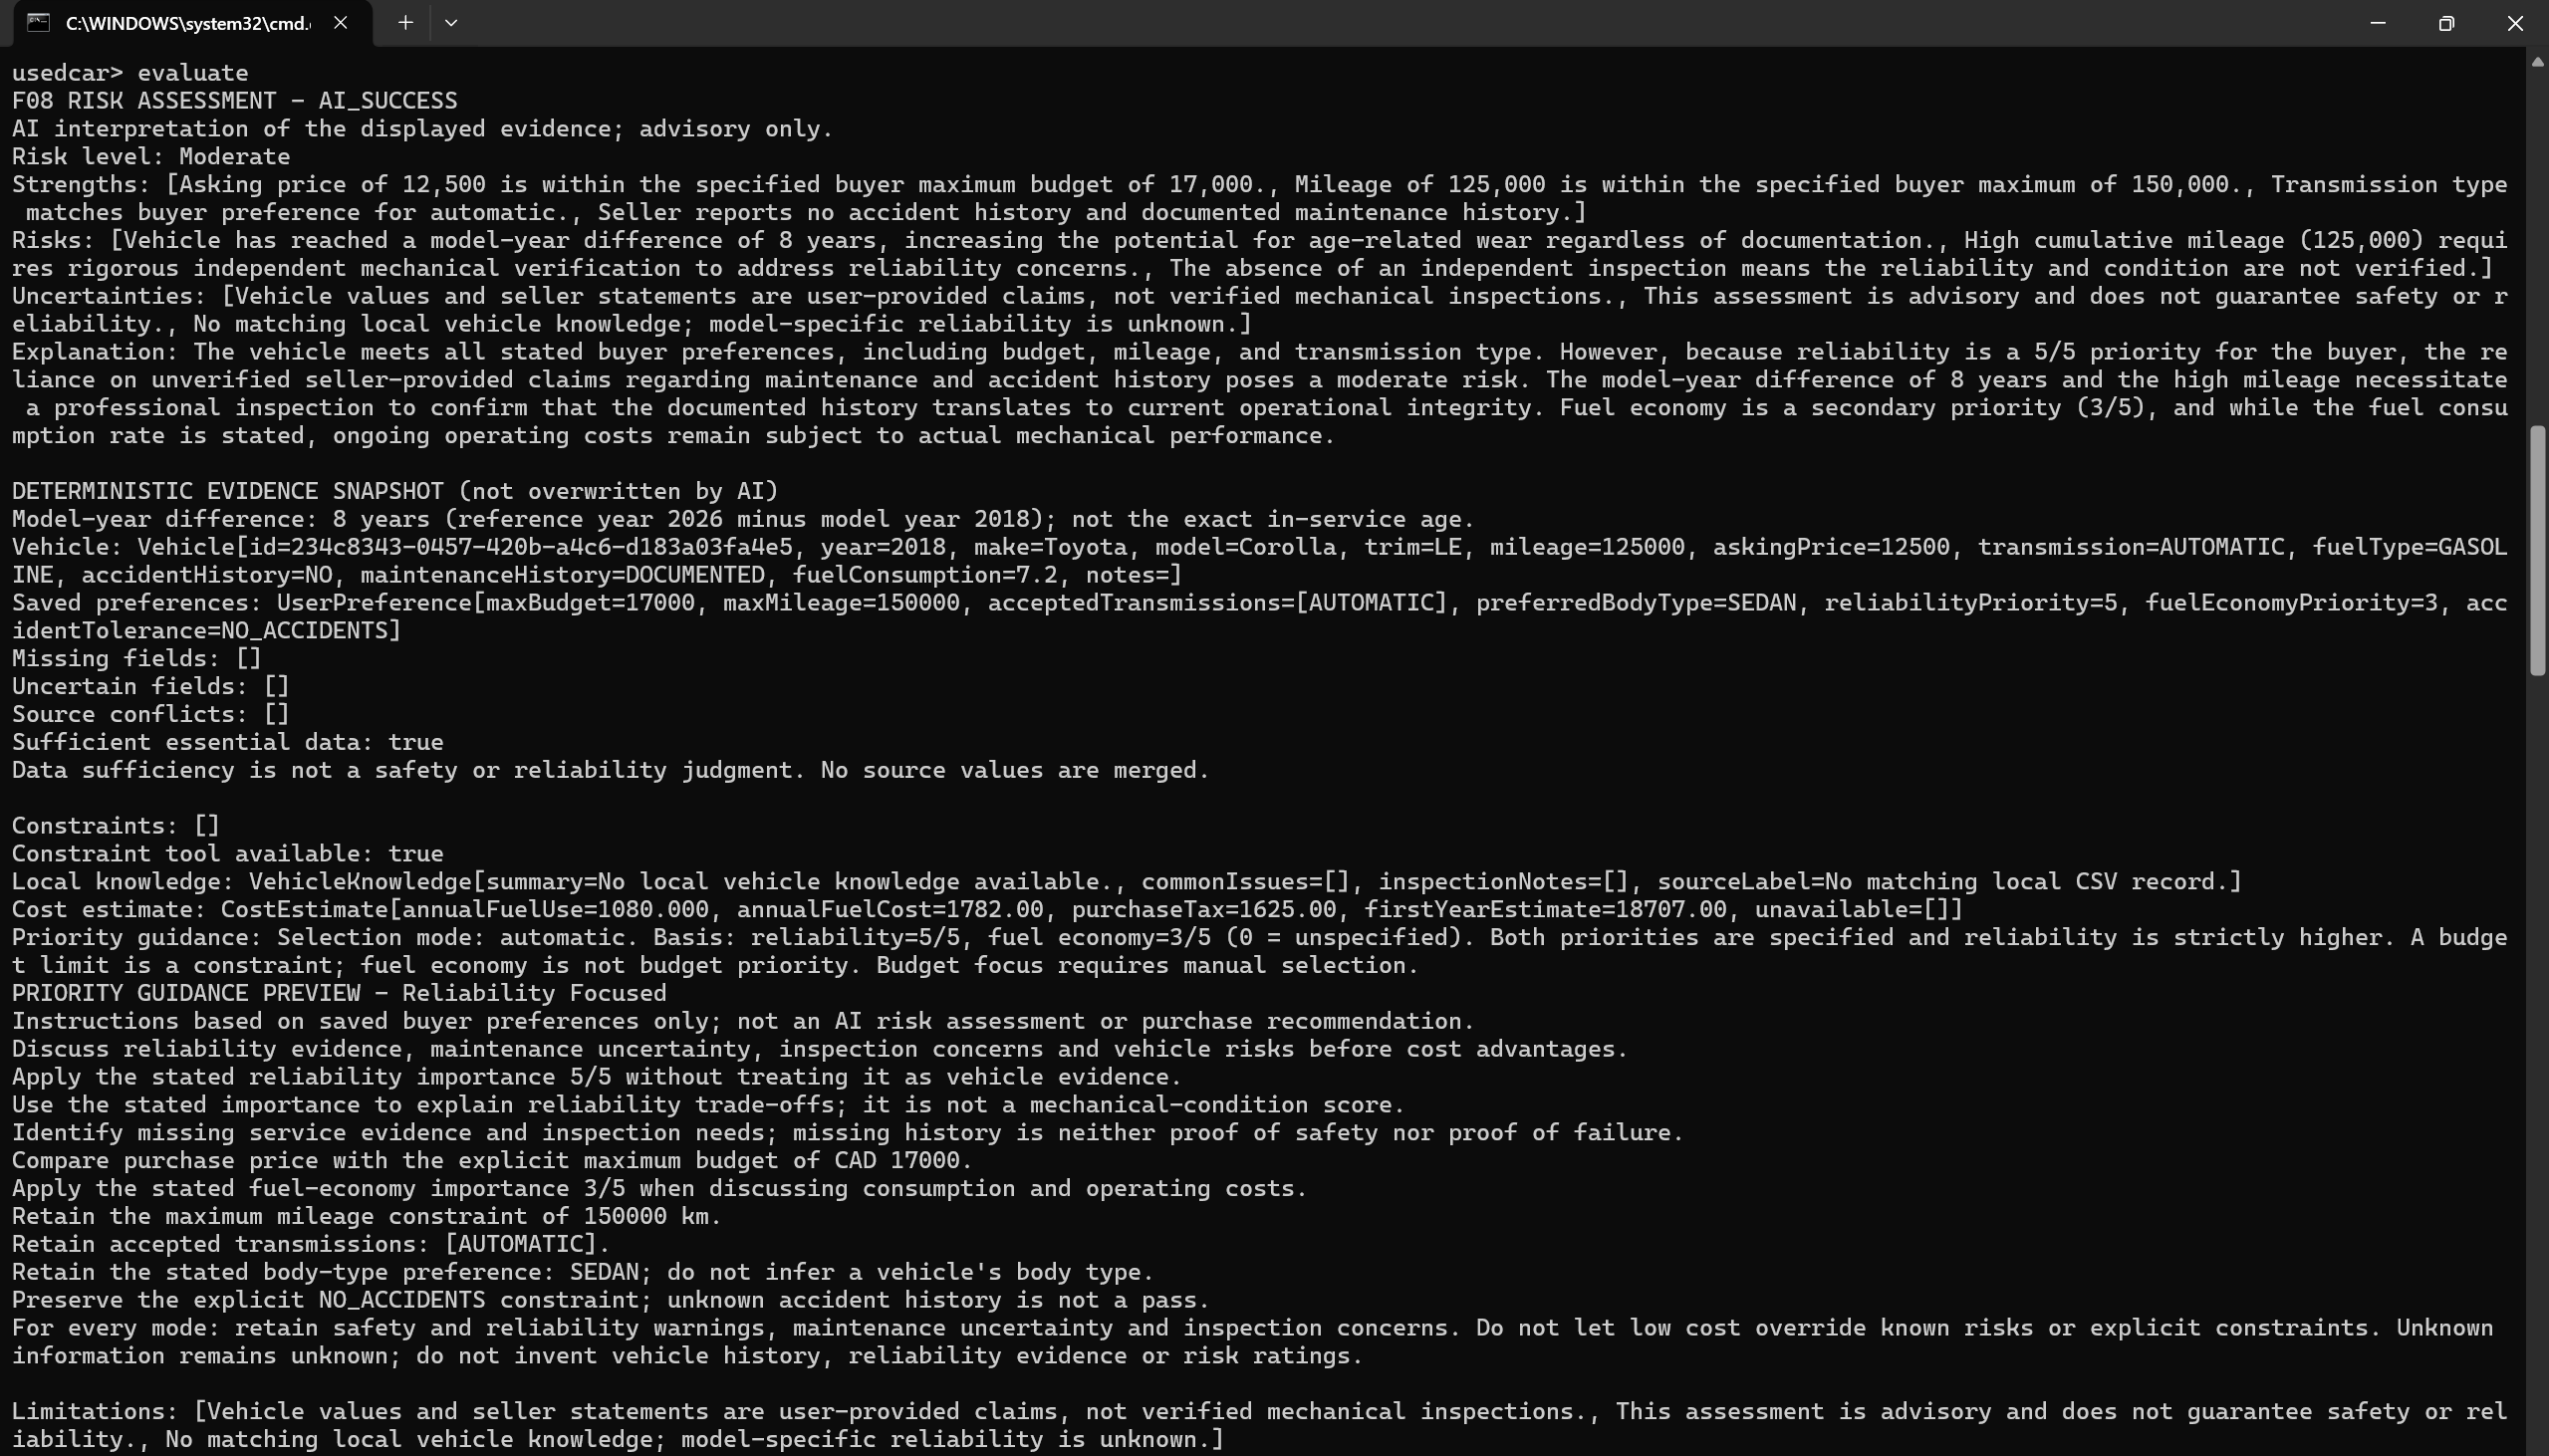 C:\WINDOWS\system32\cmd.
usedcar> evaluate
F08 RISK ASSESSMENT - AI_SUCCESS
AI interpretation of the displayed evidence; advisory only.
Risk level: Moderate
Strengths: [Asking price of 12,500 is within the specified buyer maximum budget of 17,000., Mileage of 125,000 is within the specified buyer maximum of 150,000., Transmission type
 matches buyer preference for automatic., Seller reports no accident history and documented maintenance history.]
Risks: [Vehicle has reached a model-year difference of 8 years, increasing the potential for age-related wear regardless of documentation., High cumulative mileage (125,000) requi
res rigorous independent mechanical verification to address reliability concerns., The absence of an independent inspection means the reliability and condition are not verified.]
Uncertainties: [Vehicle values and seller statements are user-provided claims, not verified mechanical inspections., This assessment is advisory and does not guarantee safety or r
eliability., No matching local vehicle knowledge; model-specific reliability is unknown.]
Explanation: The vehicle meets all stated buyer preferences, including budget, mileage, and transmission type. However, because reliability is a 5/5 priority for the buyer, the re
liance on unverified seller-provided claims regarding maintenance and accident history poses a moderate risk. The model-year difference of 8 years and the high mileage necessitate
 a professional inspection to confirm that the documented history translates to current operational integrity. Fuel economy is a secondary priority (3/5), and while the fuel consu
mption rate is stated, ongoing operating costs remain subject to actual mechanical performance.
DETERMINISTIC EVIDENCE SNAPSHOT (not overwritten by AI)
Model-year difference: 8 years (reference year 2026 minus model year 2018); not the exact in-service age.
Vehicle: Vehicle[id=234c8343-0457-420b-a4c6-d183a03fa4e5, year=2018, make=Toyota, model=Corolla, trim=LE, mileage=125000, askingPrice=12500, transmission=AUTOMATIC, fuelType=GASOL
INE, accidentHistory=NO, maintenanceHistory=DOCUMENTED, fuelConsumption=7.2, notes=]
Saved preferences: UserPreference[maxBudget=17000, maxMileage=150000, acceptedTransmissions=[AUTOMATIC], preferredBodyType=SEDAN, reliabilityPriority=5, fuelEconomyPriority=3, acc
identTolerance=NO_ACCIDENTS]
Missing fields: []
Uncertain fields: []
Source conflicts: []
Sufficient essential data: true
Data sufficiency is not a safety or reliability judgment. No source values are merged.
Constraints: []
Constraint tool available: true
Local knowledge: VehicleKnowledge[summary=No local vehicle knowledge available., commonIssues=[], inspectionNotes=[], sourceLabel=No matching local CSV record.]
Cost estimate: CostEstimate[annualFuelUse=1080.000, annualFuelCost=1782.00, purchaseTax=1625.00, firstYearEstimate=18707.00, unavailable=[]]
Priority guidance: Selection mode: automatic. Basis: reliability=5/5, fuel economy=3/5 (0 = unspecified). Both priorities are specified and reliability is strictly higher. A budge
t limit is a constraint; fuel economy is not budget priority. Budget focus requires manual selection.
PRIORITY GUIDANCE PREVIEW - Reliability Focused
Instructions based on saved buyer preferences only; not an AI risk assessment or purchase recommendation.
Discuss reliability evidence, maintenance uncertainty, inspection concerns and vehicle risks before cost advantages.
Apply the stated reliability importance 5/5 without treating it as vehicle evidence.
Use the stated importance to explain reliability trade-offs; it is not a mechanical-condition score.
Identify missing service evidence and inspection needs; missing history is neither proof of safety nor proof of failure.
Compare purchase price with the explicit maximum budget of CAD 17000.
Apply the stated fuel-economy importance 3/5 when discussing consumption and operating costs.
Retain the maximum mileage constraint of 150000 km.
Retain accepted transmissions: [AUTOMATIC].
Retain the stated body-type preference: SEDAN; do not infer a vehicle's body type.
Preserve the explicit NO_ACCIDENTS constraint; unknown accident history is not a pass.
For every mode: retain safety and reliability warnings, maintenance uncertainty and inspection concerns. Do not let low cost override known risks or explicit constraints. Unknown
information remains unknown; do not invent vehicle history, reliability evidence or risk ratings.
Limitations: [Vehicle values and seller statements are user-provided claims, not verified mechanical inspections., This assessment is advisory and does not guarantee safety or rel
iability., No matching local vehicle knowledge; model-specific reliability is unknown.]